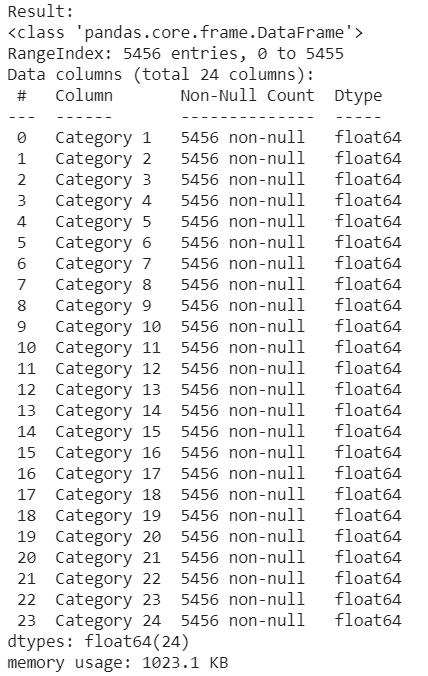 Result:
<class 'pandas.core.frame.DataFrame'>
RangeIndex: 5456 entries, 0 to 5455
Data columns (total 24 columns):
 #   Column       Non-Null Count  Dtype
---  ------       --------------  -----
 0   Category 1   5456 non-null   float64
 1   Category 2   5456 non-null   float64
 2   Category 3   5456 non-null   float64
 3   Category 4   5456 non-null   float64
 4   Category 5   5456 non-null   float64
 5   Category 6   5456 non-null   float64
 6   Category 7   5456 non-null   float64
 7   Category 8   5456 non-null   float64
 8   Category 9   5456 non-null   float64
 9   Category 10  5456 non-null   float64
 10  Category 11  5456 non-null   float64
 11  Category 12  5456 non-null   float64
 12  Category 13  5456 non-null   float64
 13  Category 14  5456 non-null   float64
 14  Category 15  5456 non-null   float64
 15  Category 16  5456 non-null   float64
 16  Category 17  5456 non-null   float64
 17  Category 18  5456 non-null   float64
 18  Category 19  5456 non-null   float64
 19  Category 20  5456 non-null   float64
 20  Category 21  5456 non-null   float64
 21  Category 22  5456 non-null   float64
 22  Category 23  5456 non-null   float64
 23  Category 24  5456 non-null   float64
dtypes: float64(24)
memory usage: 1023.1 KB